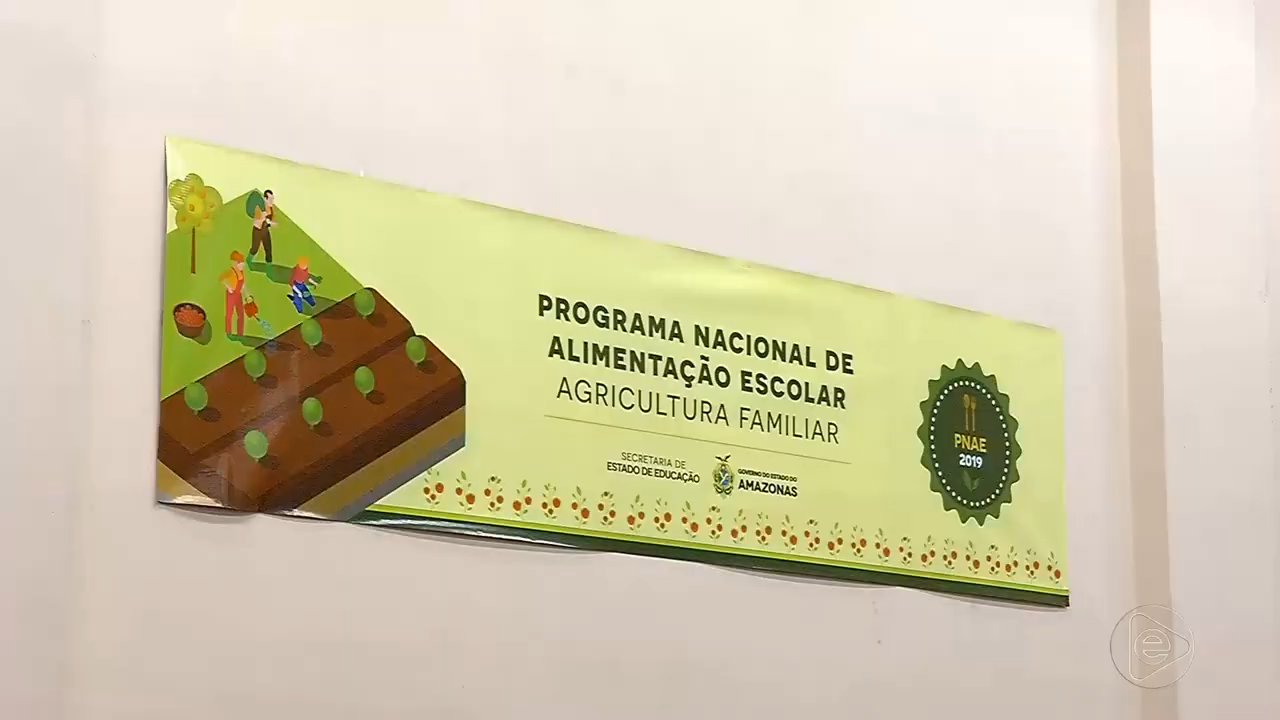 PROGRAMA NACIONAL DE
ALIMENTAÇÃO ESCOLAR
AGRICULTURA FAMILIAR
SECRETARIA DE
ESTADO DE EDUCAÇÃO
GOVERNO DO ESTADO DO
AMAZONAS
PNAE
2019
e